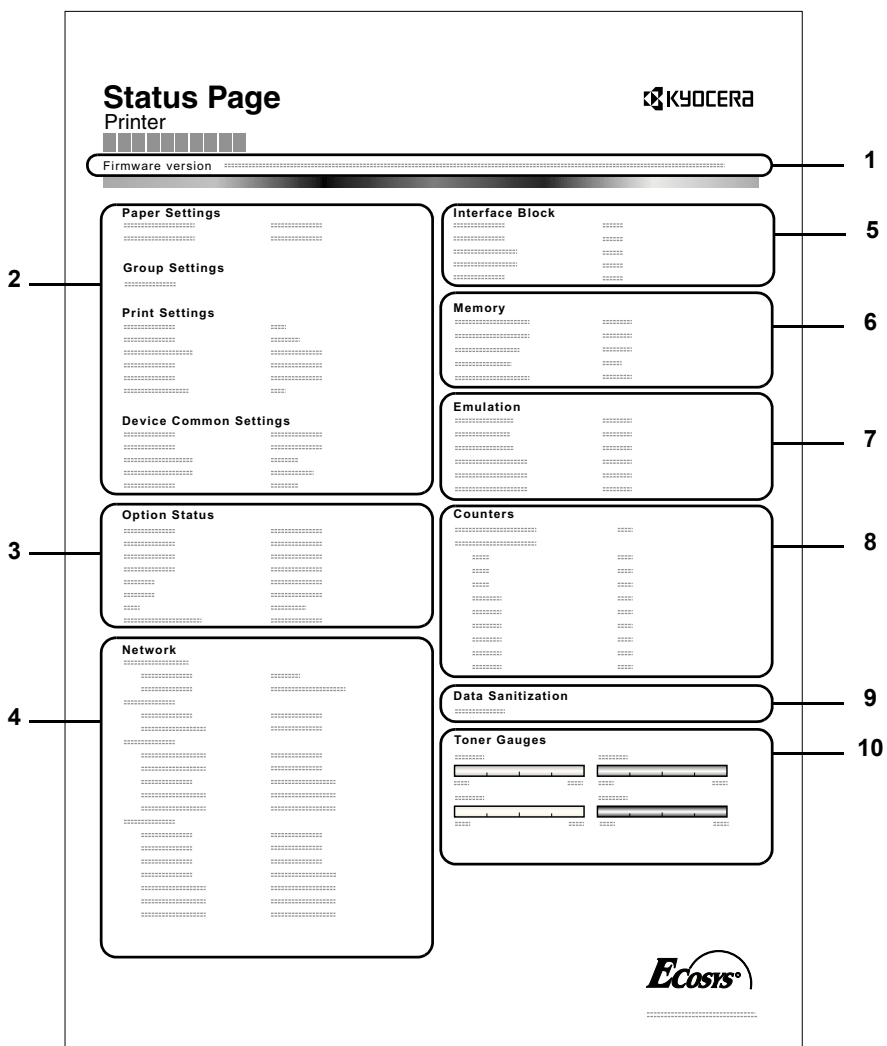 Status Page
KYOCERA
Printer
Firmware version
1
2
Paper Settings
Group Settings
Print Settings
Device Common Settings
3
Option Status
4
Network
Interface Block
5
Memory
6
Emulation
7
Counters
8
Data Sanitization
9
Toner Gauges
10
ECOSYS